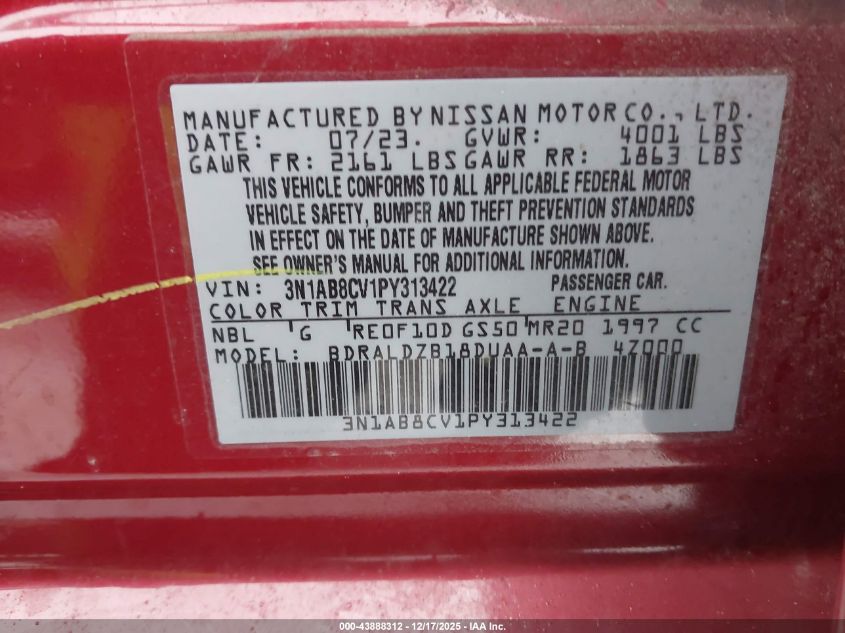 MANUFACTURED BY NISSAN MOTOR CO., LTD.
DATE: 07/23. GVWR: 4001 LBS
GAWR FR: 2161 LBS GAWR RR: 1863 LBS
THIS VEHICLE CONFORMS TO ALL APPLICABLE FEDERAL MOTOR
VEHICLE SAFETY, BUMPER AND THEFT PREVENTION STANDARDS
IN EFFECT ON THE DATE OF MANUFACTURE SHOWN ABOVE.
SEE OWNER'S MANUAL FOR ADDITIONAL INFORMATION.
VIN: 3N1AB8CV1PY313422 PASSENGER CAR.
COLOR TRIM TRANS AXLE ENGINE
NBL G RE0F10D GS50 MR20 1997 CC
MODEL: BDRALDZB18DUAA-A-B 4Z000
3N1AB8CV1PY313422
000-43888312 - 12/17/2025 - IAA Inc.